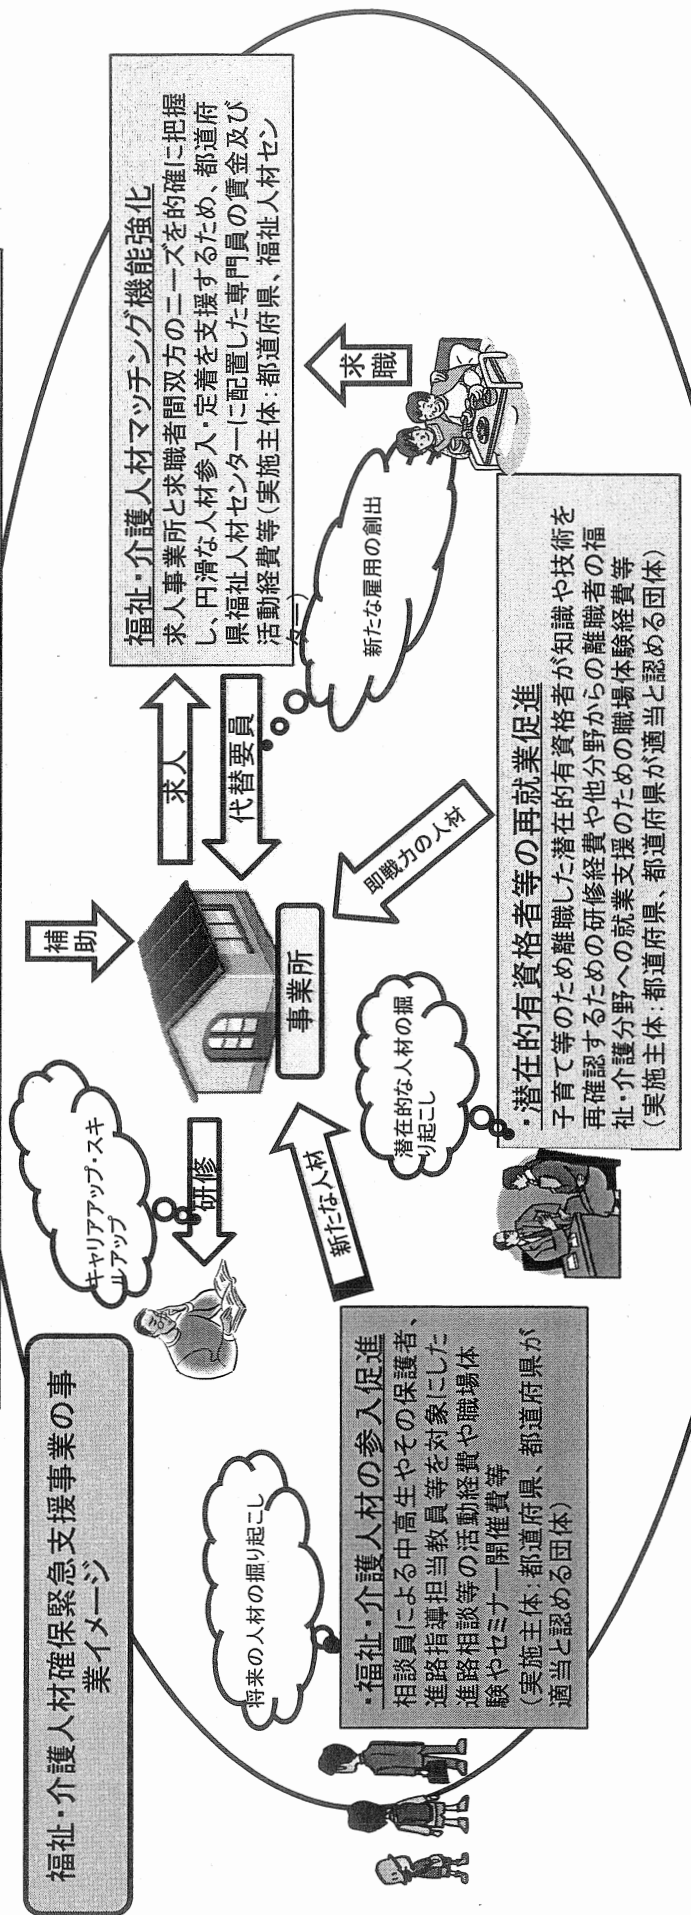 福祉・介護人材確保緊急支援事業の事
業イメージ
キャリアアップ・スキ
ルアップ
研修
補助
事業所
求人
代替要員
福祉・介護人材マッチング機能強化
求人事業所と求職者間双方のニーズを的確に把握
し、円滑な人材参入・定着を支援するため、都道府
県福祉人材センターに配置した専門員の賃金及び
活動経費等(実施主体:都道府県、福祉人材セン
ター)
求職
新たな雇用の創出
将来の人材の掘り起こし
・福祉・介護人材の参入促進
相談員による中高生やその保護者、
進路指導担当教員等を対象にした
進路相談等の活動経費や職場体
験やセミナー開催費等
(実施主体:都道府県、都道府県が
適当と認める団体)
新たな人材
潜在的な人材の掘
り起こし
即戦力の人材
・潜在的有資格者等の再就業促進
子育て等のため離職した潜在的有資格者が知識や技術を
再確認するための研修経費や他分野からの離職者の福
祉・介護分野への就業支援のための職場体験経費等
(実施主体:都道府県、都道府県が適当と認める団体)